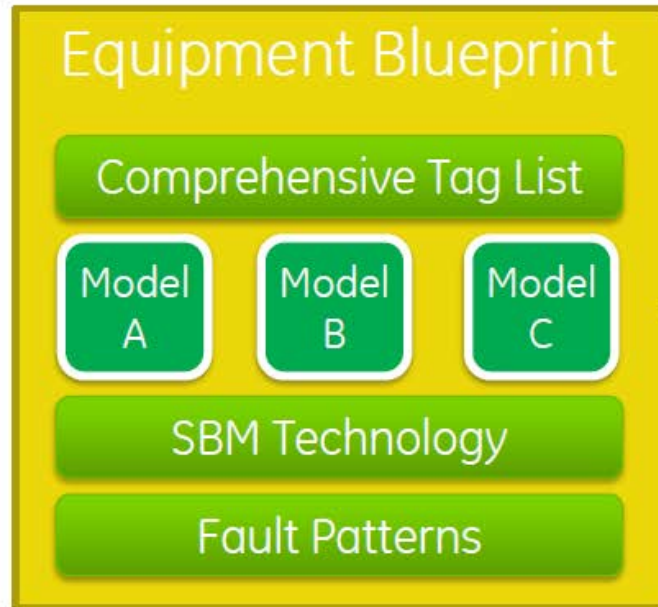 Equipment Blueprint
Comprehensive Tag List
Model
A
Model
B
Model
C
SBM Technology
Fault Patterns